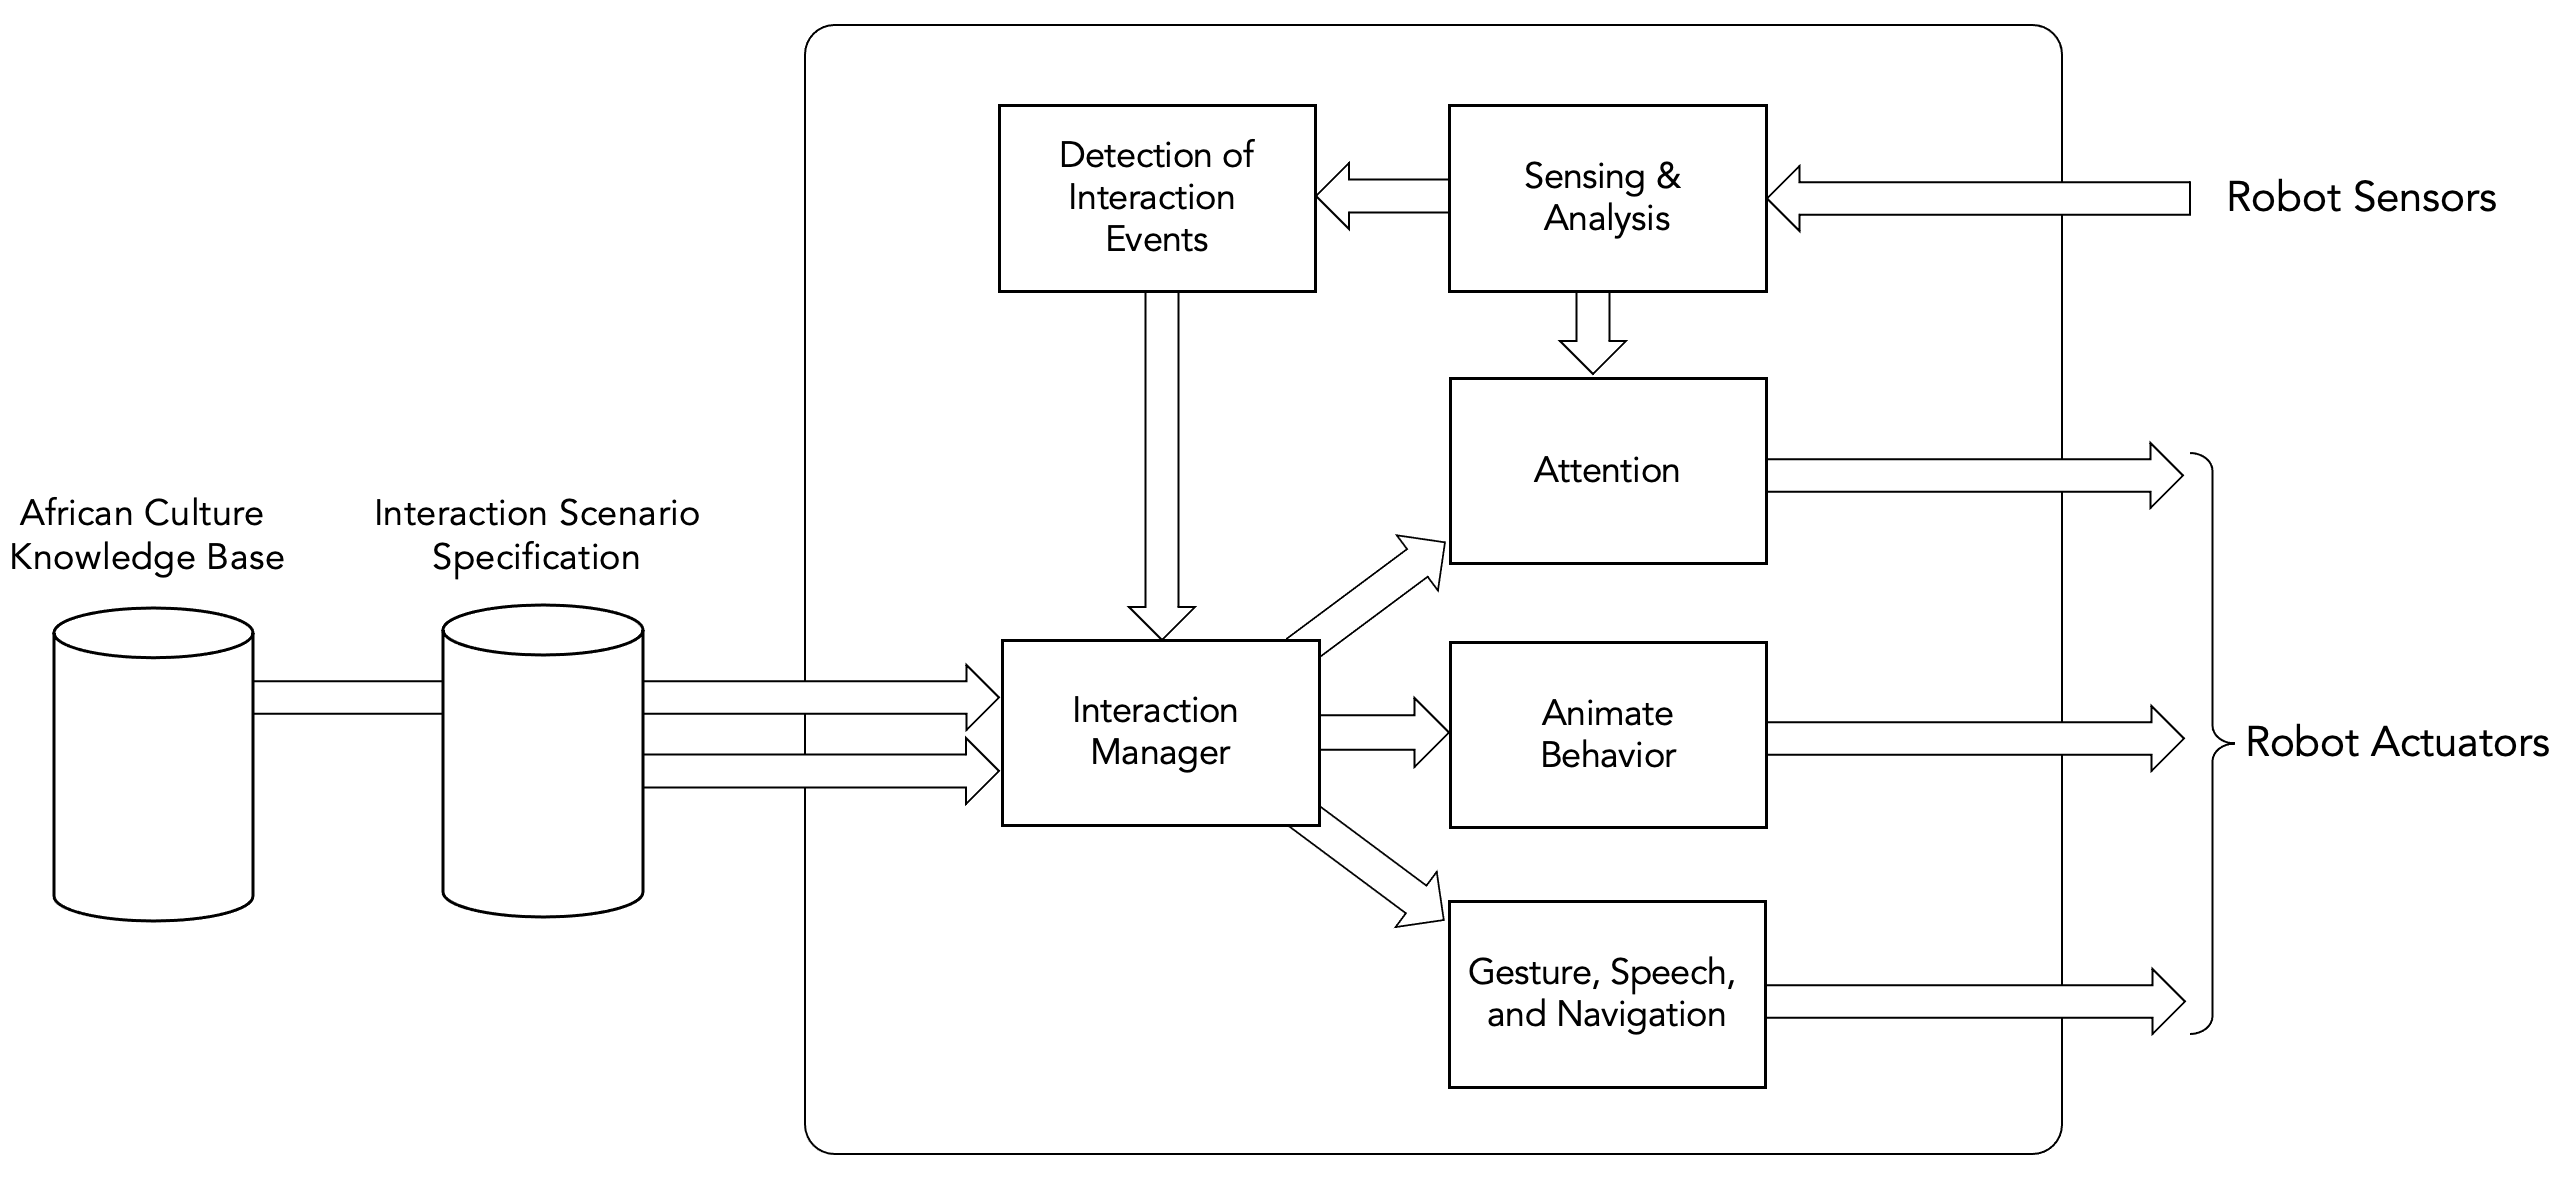 Detection of
Interaction
Events
Sensing &
Analysis
Robot Sensors
Attention
African Culture
Knowledge Base
Interaction Scenario
Specification
Interaction
Manager
Animate
Behavior
Robot Actuators
Gesture, Speech,
and Navigation